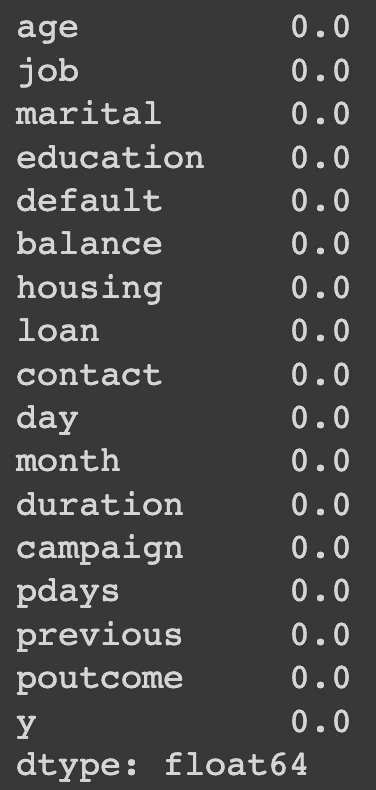 age 0.0
job 0.0
marital 0.0
education 0.0
default 0.0
balance 0.0
housing 0.0
loan 0.0
contact 0.0
day 0.0
month 0.0
duration 0.0
campaign 0.0
pdays 0.0
previous 0.0
poutcome 0.0
y 0.0
dtype: float64